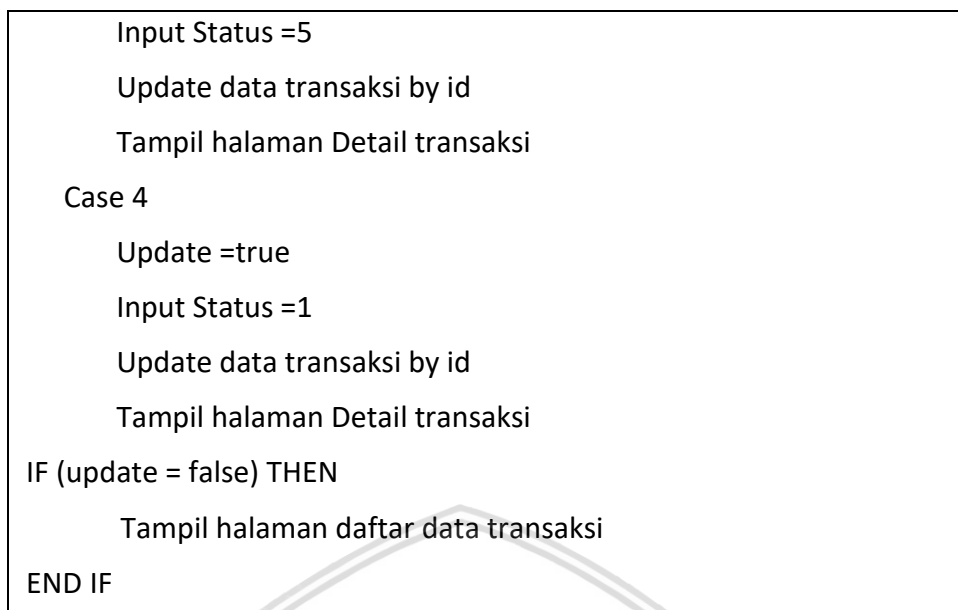 Input Status =5
Update data transaksi by id
Tampil halaman Detail transaksi
Case 4
Update =true
Input Status =1
Update data transaksi by id
Tampil halaman Detail transaksi
IF (update = false) THEN
Tampil halaman daftar data transaksi
END IF